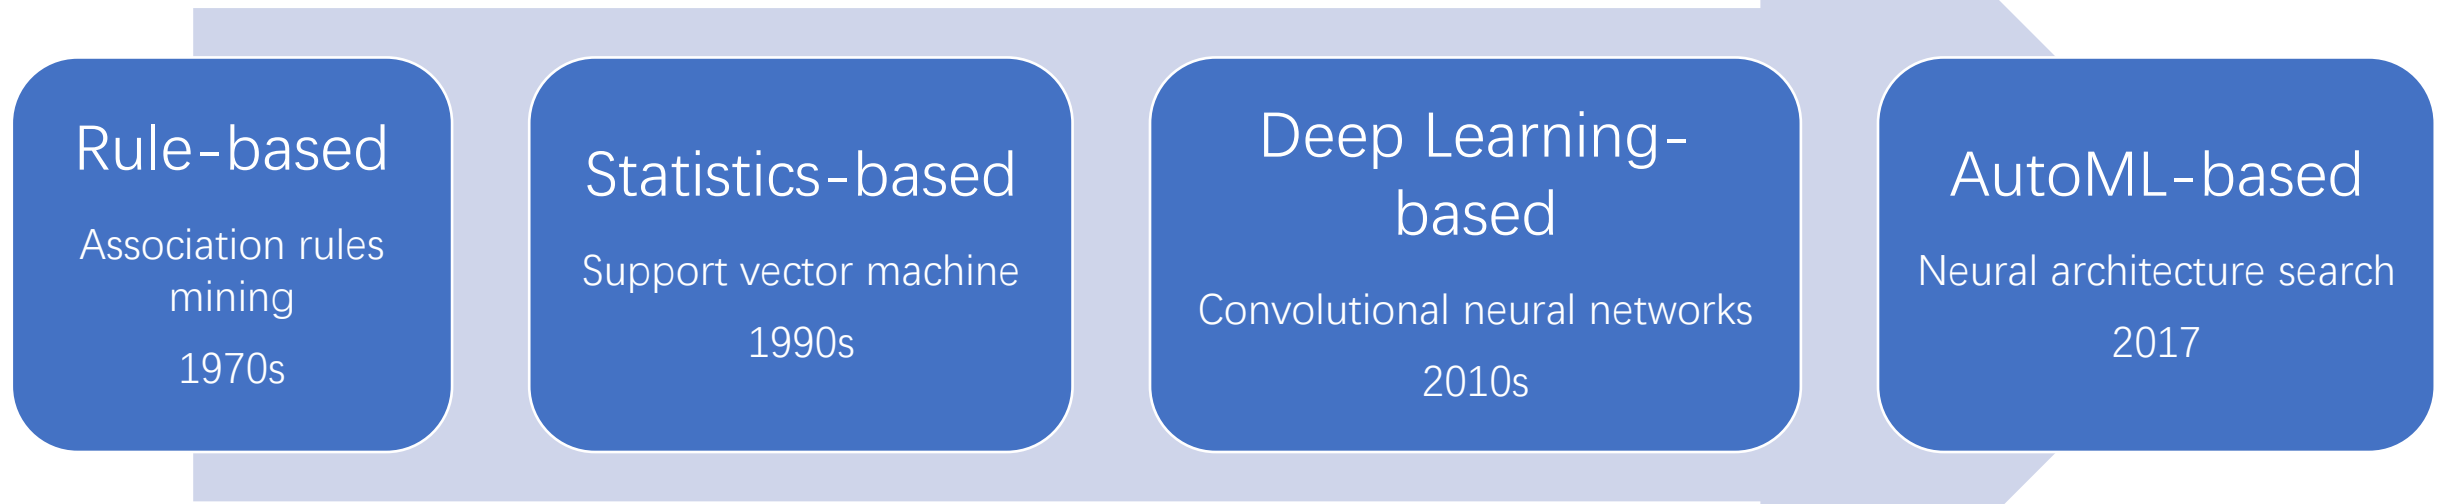 Rule-based
Association rules
mining
1970s
Statistics-based
Support vector machine
1990s
Deep Learning-
based
Convolutional neural networks
2010s
AutoML-based
Neural architecture search
2017